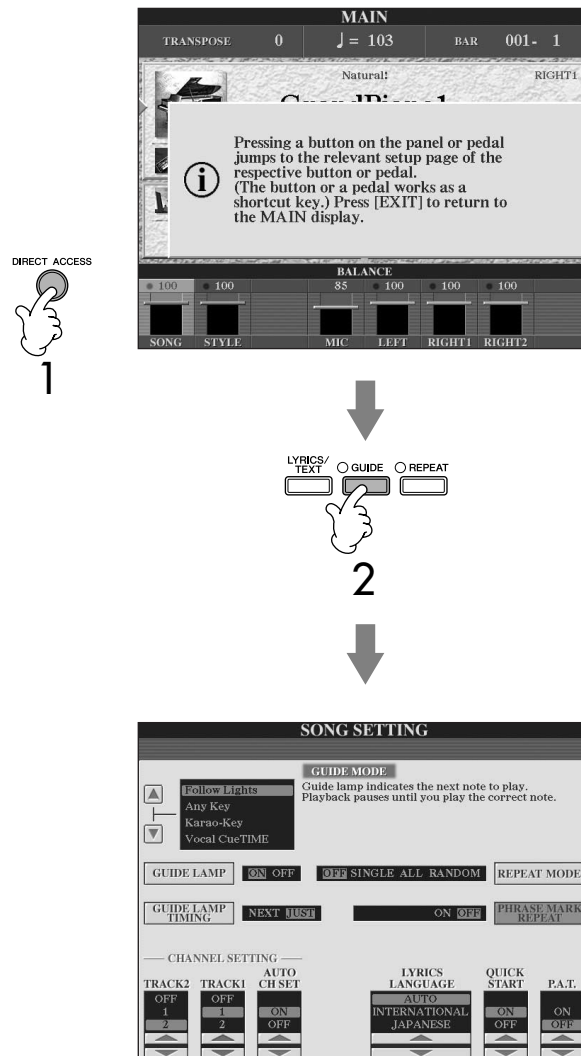 MAIN
TRANSPOSE 0 ♩= 103 BAR 001- 1
Natural! RIGHT1
GrandPiano1
Pressing a button on the panel or pedal
jumps to the relevant setup page of the
respective button or pedal.
(The button or a pedal works as a
shortcut key.) Press [EXIT] to return to
the MAIN display.
DIRECT ACCESS
1
BALANCE
100 100 85 100 100 100
SONG STYLE MIC LEFT RIGHT1 RIGHT2
LYRICS/
TEXT GUIDE REPEAT
2
SONG SETTING
GUIDE MODE
Follow Lights
Any Key
Karao-Key
Vocal CueTIME
Guide lamp indicates the next note to play.
Playback pauses until you play the correct note.
GUIDE LAMP ON OFF OFF SINGLE ALL RANDOM REPEAT MODE
GUIDE LAMP
TIMING NEXT JUST ON OFF PHRASE MARK
REPEAT
CHANNEL SETTING
TRACK2 TRACK1 AUTO
CH SET LYRICS
LANGUAGE QUICK
START P.A.T.
OFF OFF AUTO
1 1 ON INTERNATIONAL ON ON
2 2 OFF JAPANESE OFF OFF